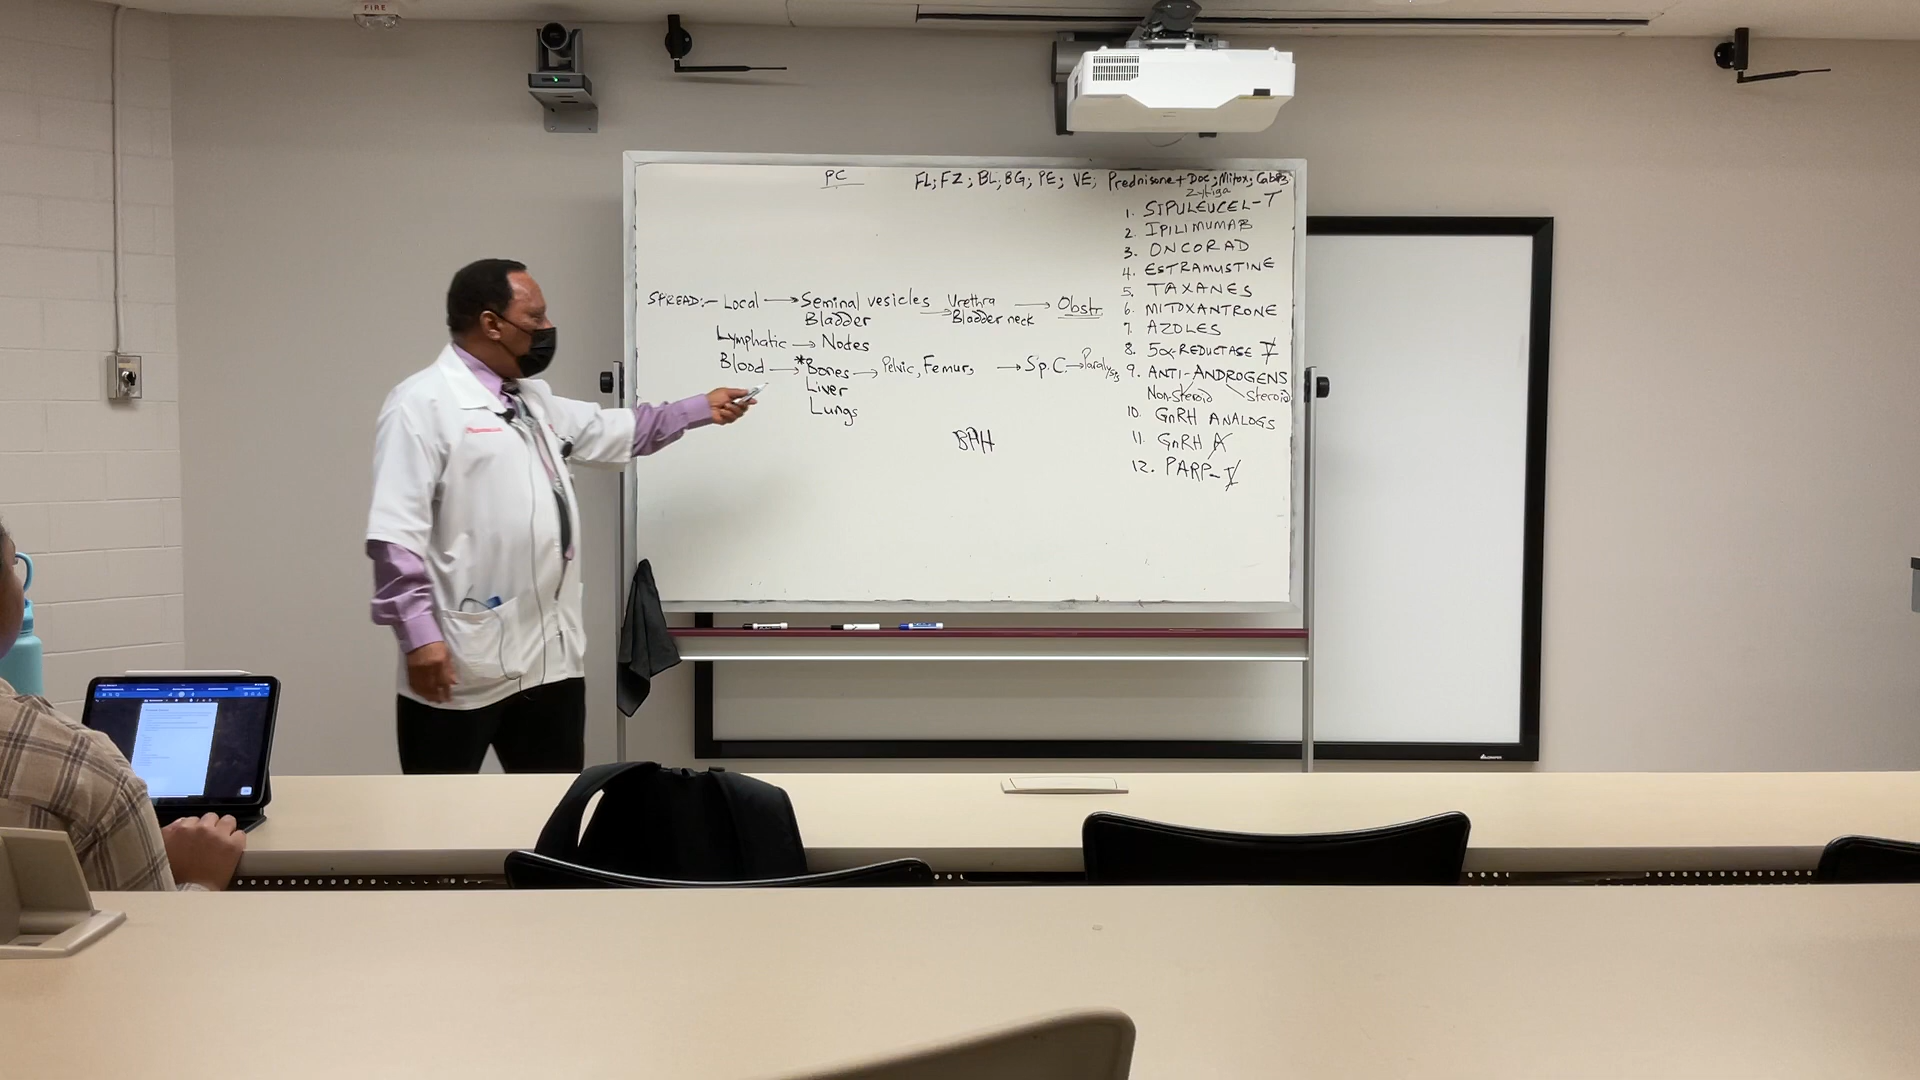 FIRE
PC
FL; FZ; BL; BG; PE; VE; Prednisone + Doc; Mitox; Cabaz
Zytiga
1. SIPULEUCEL-T
2. IPILIMUMAB
3. ONCORAD
4. ESTRAMUSTINE
5. TAXANES
6. MITOXANTRONE
7. AZOLES
8. 5α-REDUCTASE I
9. ANTI-ANDROGENS
Non-Steroid Steroid
10. GnRH ANALOGS
11. GnRH A
12. PARP-I
SPREAD:- Local → Seminal vesicles → Urethra → Obstr
Bladder Bladder neck
Lymphatic → Nodes
Blood → *Bones → Pelvic, Femur, → Sp.C. → Paralysis
Liver
Lungs
BPH